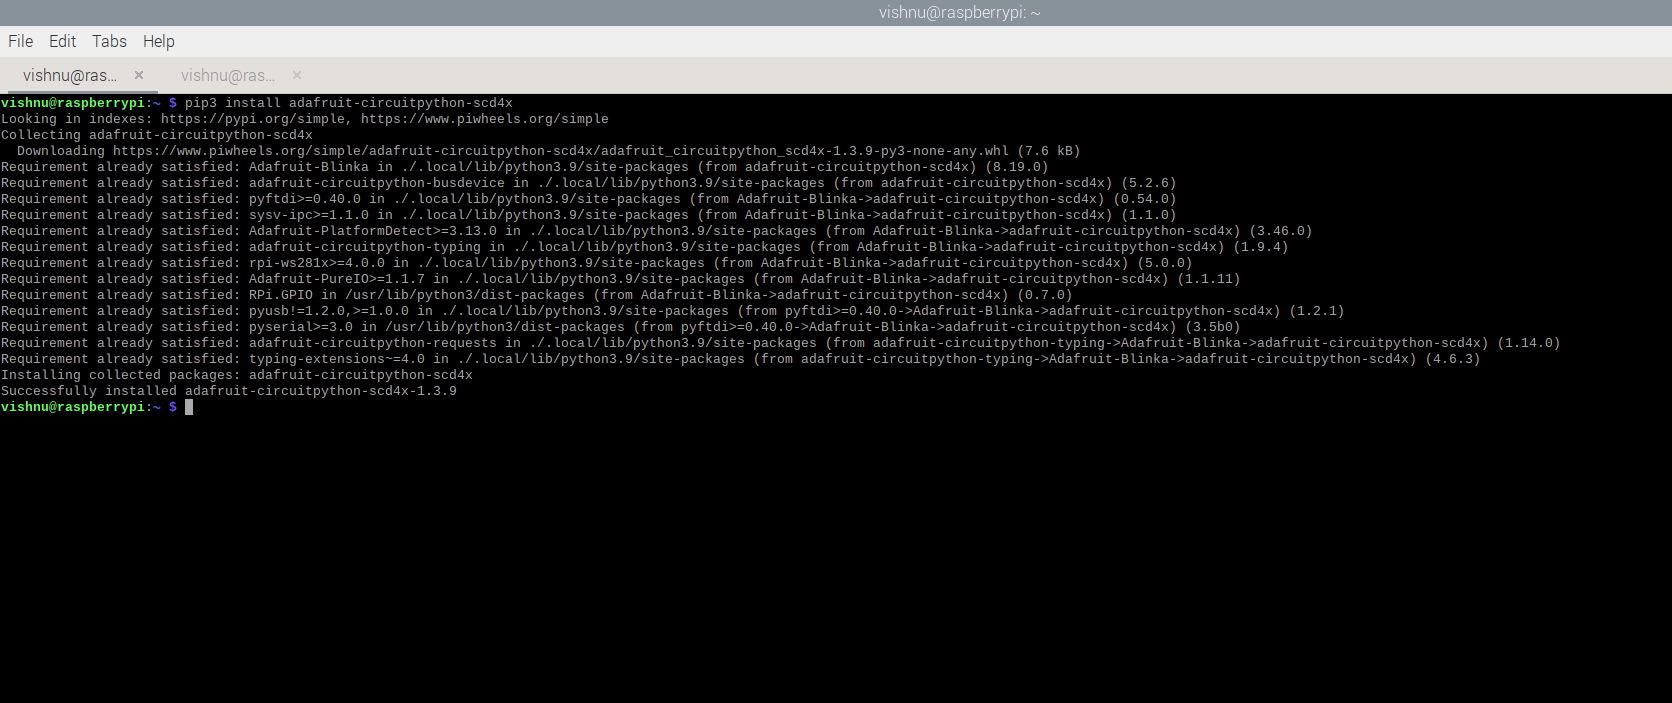 vishnu@raspberrypi: ~
File Edit Tabs Help
vishnu@ras... × vishnu@ras... ×
vishnu@raspberrypi:~ $ pip3 install adafruit-circuitpython-scd4x
Looking in indexes: https://pypi.org/simple, https://www.piwheels.org/simple
Collecting adafruit-circuitpython-scd4x
  Downloading https://www.piwheels.org/simple/adafruit-circuitpython-scd4x/adafruit_circuitpython_scd4x-1.3.9-py3-none-any.whl (7.6 kB)
Requirement already satisfied: Adafruit-Blinka in ./.local/lib/python3.9/site-packages (from adafruit-circuitpython-scd4x) (8.19.0)
Requirement already satisfied: adafruit-circuitpython-busdevice in ./.local/lib/python3.9/site-packages (from adafruit-circuitpython-scd4x) (5.2.6)
Requirement already satisfied: pyftdi>=0.40.0 in ./.local/lib/python3.9/site-packages (from Adafruit-Blinka->adafruit-circuitpython-scd4x) (0.54.0)
Requirement already satisfied: sysv-ipc>=1.1.0 in ./.local/lib/python3.9/site-packages (from Adafruit-Blinka->adafruit-circuitpython-scd4x) (1.1.0)
Requirement already satisfied: Adafruit-PlatformDetect>=3.13.0 in ./.local/lib/python3.9/site-packages (from Adafruit-Blinka->adafruit-circuitpython-scd4x) (3.46.0)
Requirement already satisfied: adafruit-circuitpython-typing in ./.local/lib/python3.9/site-packages (from Adafruit-Blinka->adafruit-circuitpython-scd4x) (1.9.4)
Requirement already satisfied: rpi-ws281x>=4.0.0 in ./.local/lib/python3.9/site-packages (from Adafruit-Blinka->adafruit-circuitpython-scd4x) (5.0.0)
Requirement already satisfied: Adafruit-PureIO>=1.1.7 in ./.local/lib/python3.9/site-packages (from Adafruit-Blinka->adafruit-circuitpython-scd4x) (1.1.11)
Requirement already satisfied: RPi.GPIO in /usr/lib/python3/dist-packages (from Adafruit-Blinka->adafruit-circuitpython-scd4x) (0.7.0)
Requirement already satisfied: pyusb!=1.2.0,>=1.0.0 in ./.local/lib/python3.9/site-packages (from pyftdi>=0.40.0->Adafruit-Blinka->adafruit-circuitpython-scd4x) (1.2.1)
Requirement already satisfied: pyserial>=3.0 in /usr/lib/python3/dist-packages (from pyftdi>=0.40.0->Adafruit-Blinka->adafruit-circuitpython-scd4x) (3.5b0)
Requirement already satisfied: adafruit-circuitpython-requests in ./.local/lib/python3.9/site-packages (from adafruit-circuitpython-typing->Adafruit-Blinka->adafruit-circuitpython-scd4x) (1.14.0)
Requirement already satisfied: typing-extensions~=4.0 in ./.local/lib/python3.9/site-packages (from adafruit-circuitpython-typing->Adafruit-Blinka->adafruit-circuitpython-scd4x) (4.6.3)
Installing collected packages: adafruit-circuitpython-scd4x
Successfully installed adafruit-circuitpython-scd4x-1.3.9
vishnu@raspberrypi:~ $